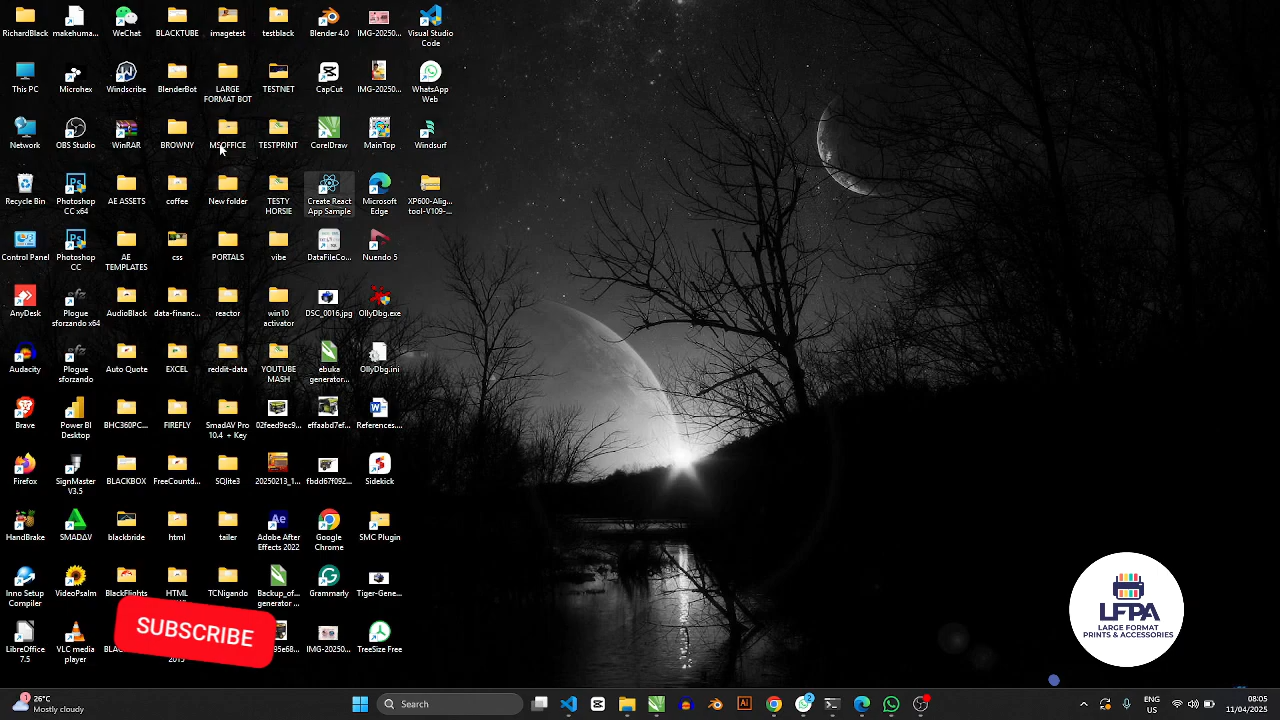 RichardBlack
makehuma...
WeChat
BLACKTUBE
imagetest
testblack
Blender 4.0
IMG-20250...
Visual Studio
Code
This PC
Microhex
Windscribe
BlenderBot
LARGE
FORMAT BOT
TESTNET
CapCut
IMG-20250...
WhatsApp
Web
Network
OBS Studio
WinRAR
BROWNY
MSOFFICE
TESTPRINT
CorelDraw
MainTop
Windsurf
Recycle Bin
Photoshop
CC x64
AE ASSETS
coffee
New folder
TESTY
HORSIE
Create React
App Sample
Microsoft
Edge
XP600-Alig...
tool-V109-...
Control Panel
Photoshop
CC
AE
TEMPLATES
css
PORTALS
vibe
DataFileCo...
Nuendo 5
AnyDesk
Plogue
sforzando x64
AudioBlack
data-financ...
reactor
win10
activator
DSC_0016.jpg
OllyDbg.exe
Audacity
Plogue
sforzando
Auto Quote
EXCEL
reddit-data
YOUTUBE
MASH
ebuka
generator...
OllyDbg.ini
Brave
Power BI
Desktop
BHC360PC...
FIREFLY
SmadAV Pro
10.4 + Key
02feed9ec9...
effaabd7ef...
References...
Firefox
SignMaster
V3.5
BLACKBOX
FreeCountd...
SQlite3
20250213_1...
fbdd67f092...
Sidekick
HandBrake
SMADΔV
blackbride
html
tailer
Adobe After
Effects 2022
Google
Chrome
SMC Plugin
Inno Setup
Compiler
VideoPsalm
BlackFlights
HTML
TCNigando
Backup_of...
generator ...
Grammarly
Tiger-Gene...
LibreOffice
7.5
VLC media
player
IMG-20250...
TreeSize Free
SUBSCRIBE
LFPA
LARGE FORMAT
PRINTS & ACCESSORIES
1
26°C
Mostly cloudy
Search
Ai
2
ENG
US
08:05
11/04/2025